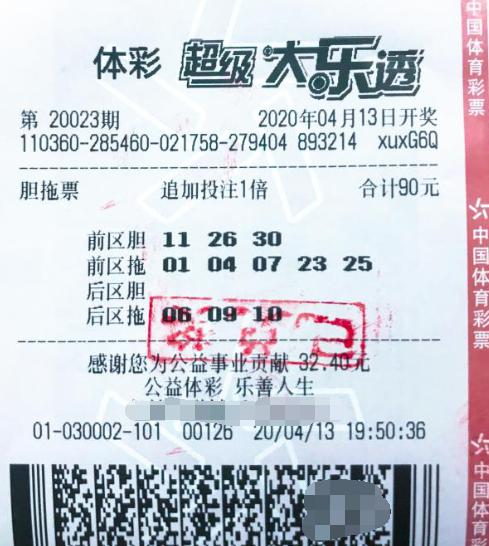 体彩 超级大乐透
第 20023期 2020年04月13日开奖
110360-285460-021758-279404 893214 xuxG6Q
胆拖票 追加投注1倍 合计90元
前区胆 11 26 30
前区拖 01 04 07 23 25
后区胆
后区拖 06 09 10
感谢您为公益事业贡献 32.40元
公益体彩 乐善人生
01-030002-101 00126 20/04/13 19:50:36
中国体育彩票
中国体育彩票
中国体育彩